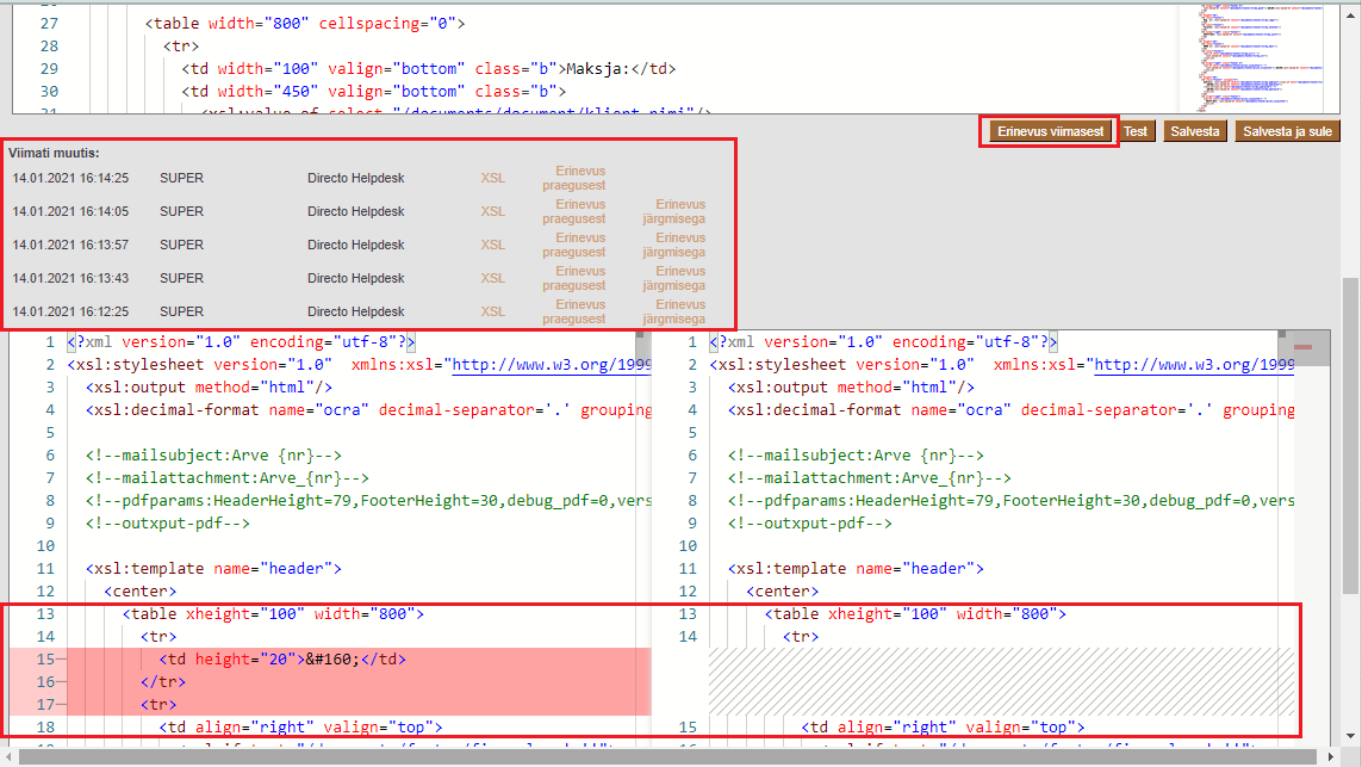 27 <table width="800" cellspacing="0">
28 <tr>
29 <td width="100" valign="bottom" class="b">Maksja:</td>
30 <td width="450" valign="bottom" class="b">
31 <xsl:value-of select="/documents/document/klient_nimi"/>
Erinevus viimasest Test Salvesta Salvesta ja sule
Viimati muutis:
14.01.2021 16:14:25 SUPER Directo Helpdesk XSL Erinevus praegusest
14.01.2021 16:14:05 SUPER Directo Helpdesk XSL Erinevus praegusest Erinevus järgmisega
14.01.2021 16:13:57 SUPER Directo Helpdesk XSL Erinevus praegusest Erinevus järgmisega
14.01.2021 16:13:43 SUPER Directo Helpdesk XSL Erinevus praegusest Erinevus järgmisega
14.01.2021 16:12:25 SUPER Directo Helpdesk XSL Erinevus praegusest Erinevus järgmisega
1 <?xml version="1.0" encoding="utf-8"?>
2 <xsl:stylesheet version="1.0" xmlns:xsl="http://www.w3.org/1999
3 <xsl:output method="html"/>
4 <xsl:decimal-format name="ocra" decimal-separator='.' grouping
5
6 <!--mailsubject:Arve {nr}-->
7 <!--mailattachment:Arve_{nr}-->
8 <!--pdfparams:HeaderHeight=79,FooterHeight=30,debug_pdf=0,vers
9 <!--outxput-pdf-->
10
11 <xsl:template name="header">
12 <center>
13 <table xheight="100" width="800">
14 <tr>
15− <td height="20">&#160;</td>
16− </tr>
17− <tr>
18 <td align="right" valign="top">
1 <?xml version="1.0" encoding="utf-8"?>
2 <xsl:stylesheet version="1.0" xmlns:xsl="http://www.w3.org/1999
3 <xsl:output method="html"/>
4 <xsl:decimal-format name="ocra" decimal-separator='.' grouping
5
6 <!--mailsubject:Arve {nr}-->
7 <!--mailattachment:Arve_{nr}-->
8 <!--pdfparams:HeaderHeight=79,FooterHeight=30,debug_pdf=0,vers
9 <!--outxput-pdf-->
10
11 <xsl:template name="header">
12 <center>
13 <table xheight="100" width="800">
14 <tr>
15 <td align="right" valign="top">